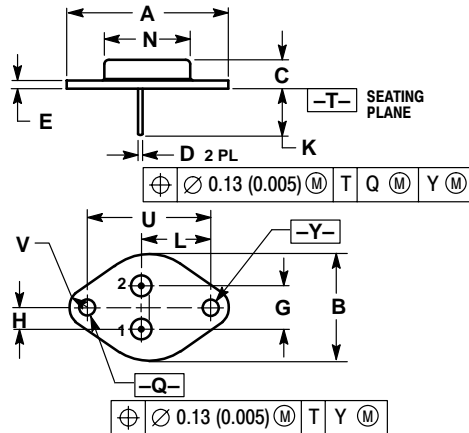 A
N
C
E
–T– SEATING
PLANE
K
D 2 PL
⌖ ∅ 0.13 (0.005) Ⓜ T Q Ⓜ Y Ⓜ
U
V
L
–Y–
2
H
G
B
1
–Q–
⌖ ∅ 0.13 (0.005) Ⓜ T Y Ⓜ